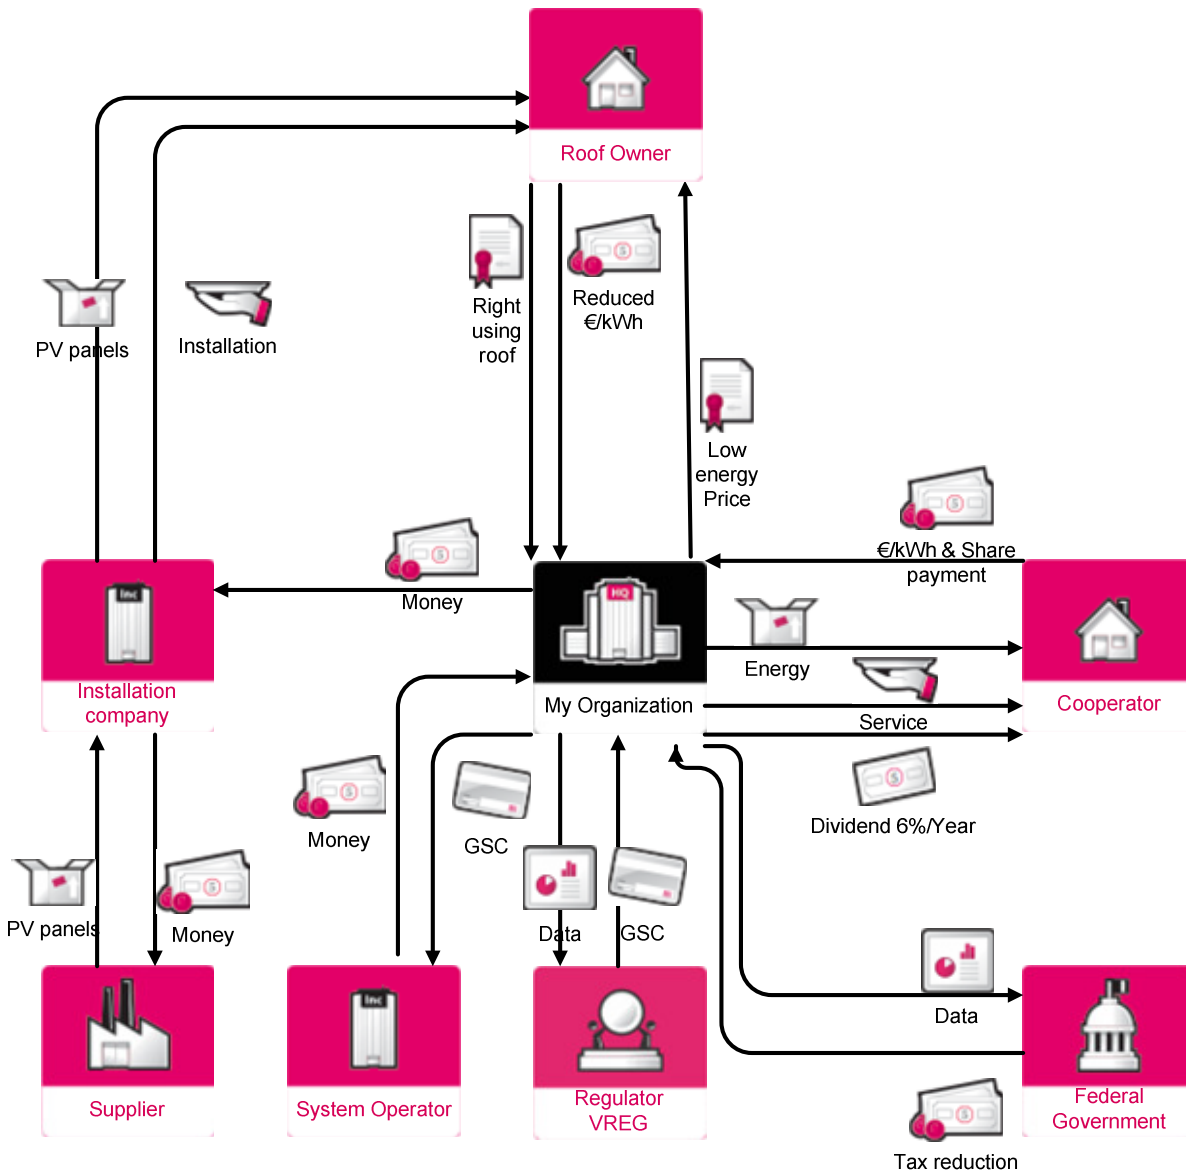 Roof Owner
Right
using
roof
Reduced
€/kWh
PV panels
Installation
Low
energy
Price
€/kWh & Share
payment
Money
Inc
HQ
Installation
company
My Organization
Energy
Service
Cooperator
Dividend 6%/Year
Money
GSC
PV panels
Money
Data
GSC
Data
Inc
Supplier
System Operator
Regulator
VREG
Federal
Government
Tax reduction